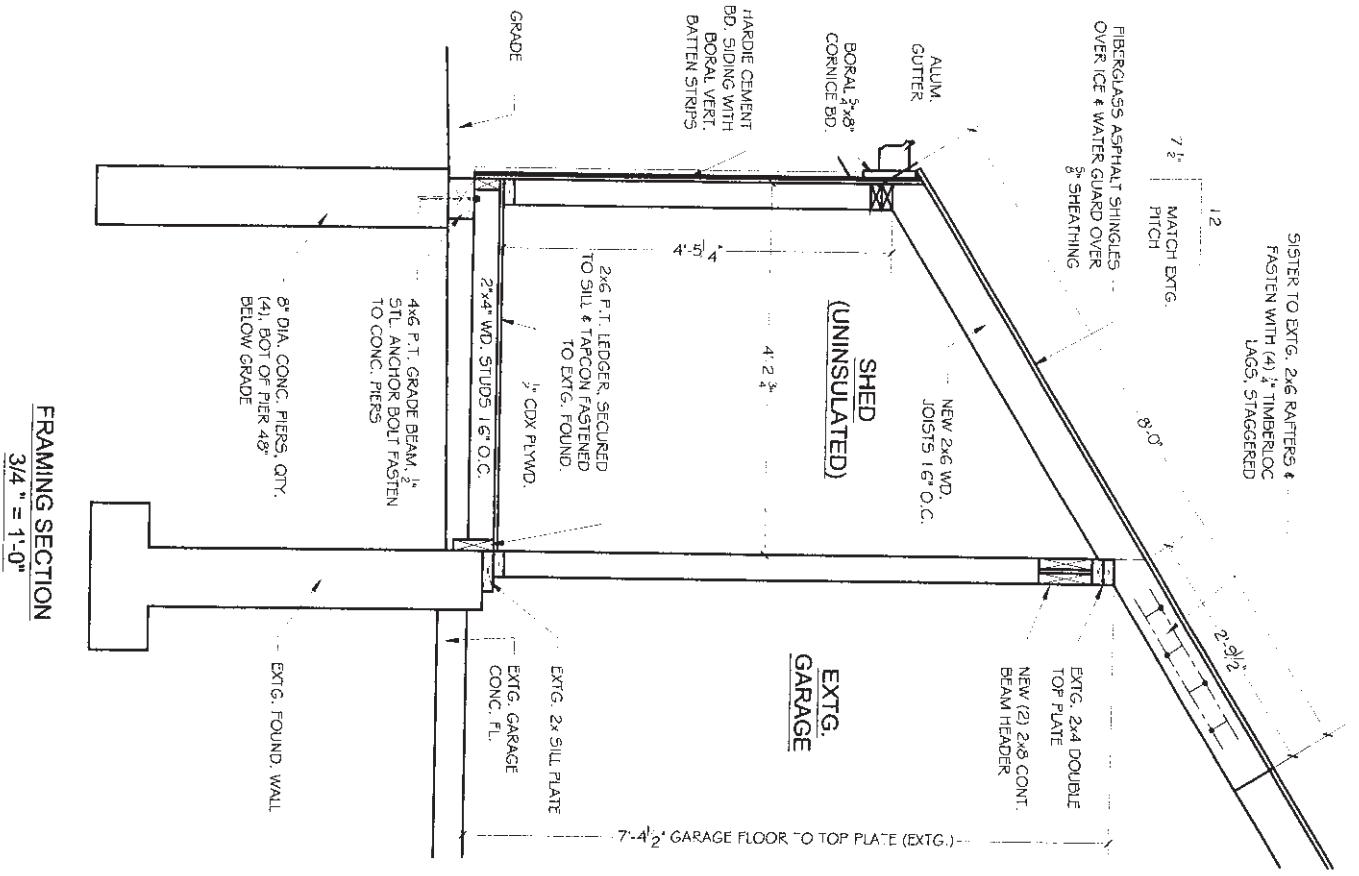 SISTER TO EXTG. 2x6 RAFTERS &
FASTEN WITH (4) ¼" TIMBERLOC
LAGS, STAGGERED
12
7 ½"
MATCH EXTG.
PITCH
FIBERGLASS ASPHALT SHINGLES
OVER ICE & WATER GUARD OVER
⅝" SHEATHING
ALUM.
GUTTER
BORAL 5/4"x8"
CORNICE BD.
HARDIE CEMENT
BD. SIDING WITH
BORAL VERT.
BATTEN STRIPS
GRADE
8'-0"
2'-9½"
NEW 2x6 WD.
JOISTS 16" O.C.
SHED
(UNINSULATED)
4'-5¼"
4'2¾"
2x6 P.T. LEDGER, SECURED
TO SILL & TAPCON FASTENED
TO EXTG. FOUND.
½" CDX PLYWD.
2"x4" WD. STUDS 16" O.C.
4x6 P.T. GRADE BEAM, ½"
STL. ANCHOR BOLT FASTEN
TO CONC. PIERS
8" DIA. CONC. PIERS, QTY.
(4), BOT OF PIER 48"
BELOW GRADE
EXTG. 2x4 DOUBLE
TOP PLATE
NEW (2) 2x8 CONT.
BEAM HEADER
EXTG.
GARAGE
EXTG. 2x SILL PLATE
EXTG. GARAGE
CONC. FL.
EXTG. FOUND. WALL
7'-4½" GARAGE FLOOR TO TOP PLATE (EXTG.)
FRAMING SECTION
3/4 " = 1'-0"